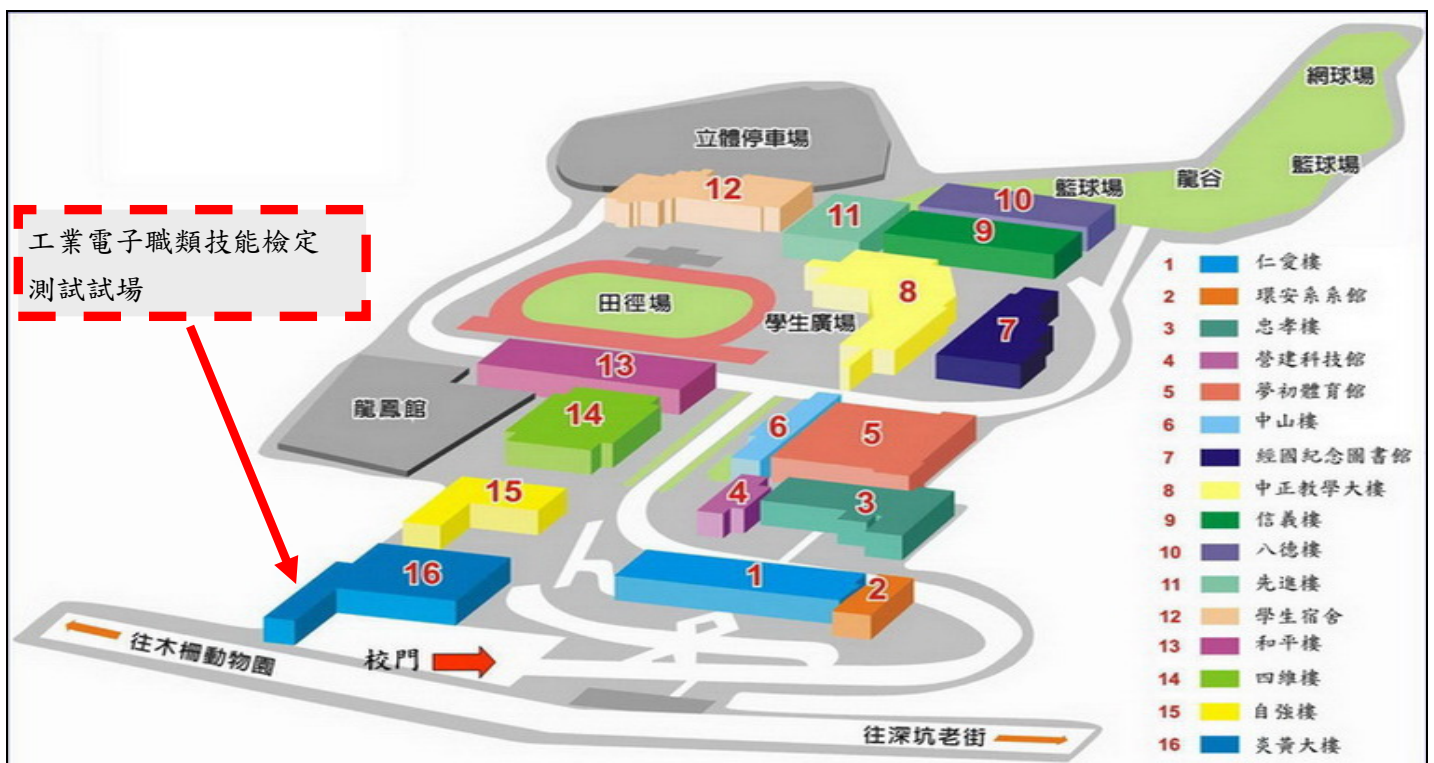 網球場
立體停車場
12
籃球場
龍谷
籃球場
10
11
9
工業電子職類技能檢定
測試試場
8
田徑場
學生廣場
7
13
龍鳳館
14
6
5
15
4
3
16
1
2
往木柵動物園
校門
往深坑老街
1 仁愛樓
2 環安系系館
3 忠孝樓
4 營建科技館
5 夢初體育館
6 中山樓
7 經國紀念圖書館
8 中正教學大樓
9 信義樓
10 八德樓
11 先進樓
12 學生宿舍
13 和平樓
14 四維樓
15 自強樓
16 炎黃大樓